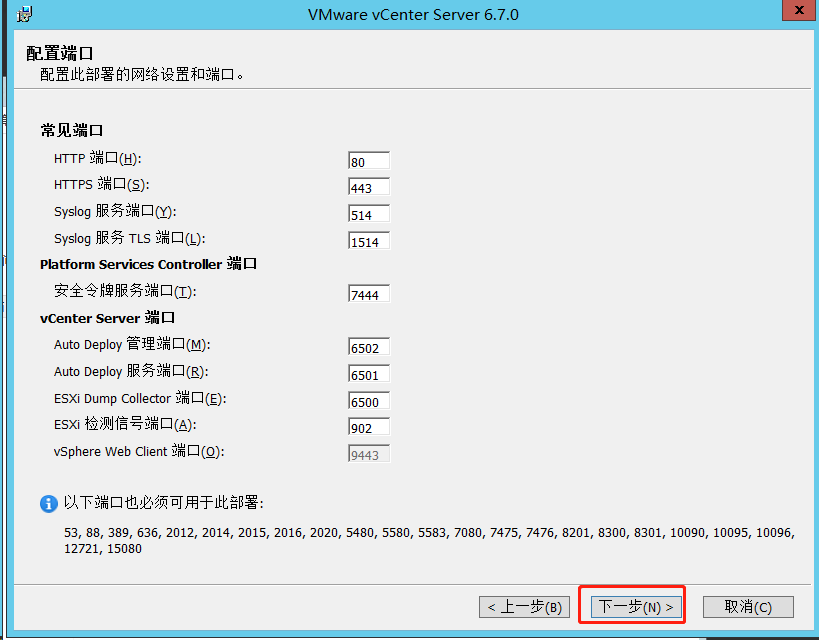 VMware vCenter Server 6.7.0
x
配置端口
配置此部署的网络设置和端口。
常见端口
HTTP 端口(H): 80
HTTPS 端口(S): 443
Syslog 服务端口(Y): 514
Syslog 服务 TLS 端口(L): 1514
Platform Services Controller 端口
安全令牌服务端口(T): 7444
vCenter Server 端口
Auto Deploy 管理端口(M): 6502
Auto Deploy 服务端口(R): 6501
ESXi Dump Collector 端口(E): 6500
ESXi 检测信号端口(A): 902
vSphere Web Client 端口(O): 9443
以下端口也必须可用于此部署:
53, 88, 389, 636, 2012, 2014, 2015, 2016, 2020, 5480, 5580, 5583, 7080, 7475, 7476, 8201, 8300, 8301, 10090, 10095, 10096,
12721, 15080
< 上一步(B) 下一步(N) > 取消(C)